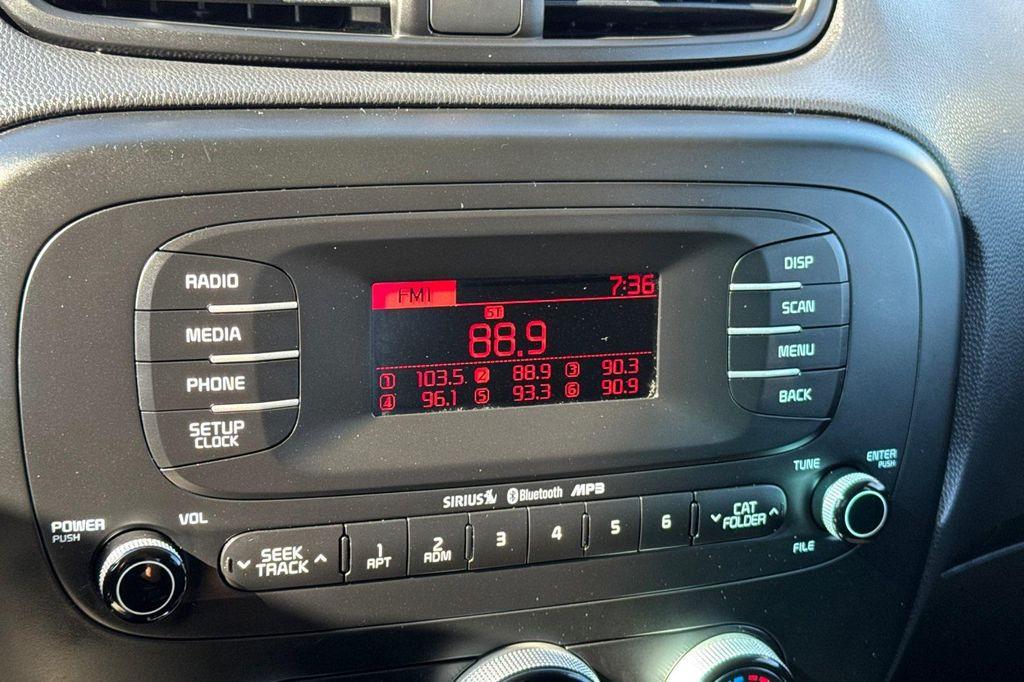 RADIO
MEDIA
PHONE
SETUP
CLOCK
FM1 7:36
ST
88.9
1 103.5 2 88.9 3 90.3
4 96.1 5 93.3 6 90.9
DISP
SCAN
MENU
BACK
SIRIUS Bluetooth MP3
POWER
PUSH
VOL
SEEK
TRACK
1
RPT
2
RDM
3
4
5
6
CAT
FOLDER
TUNE
FILE
ENTER
PUSH